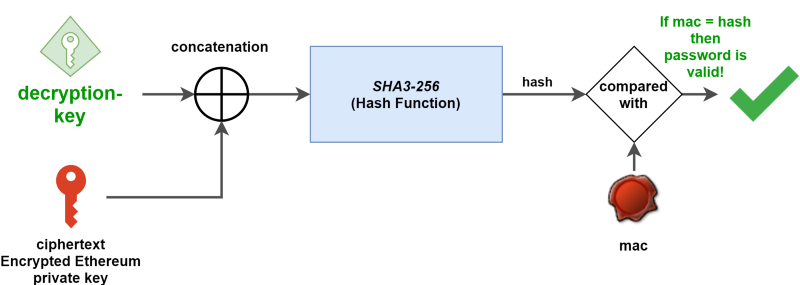 decryption-
key
concatenation
SHA3-256
(Hash Function)
hash
compared
with
If mac = hash
then
password is
valid!
ciphertext
Encrypted Ethereum
private key
mac